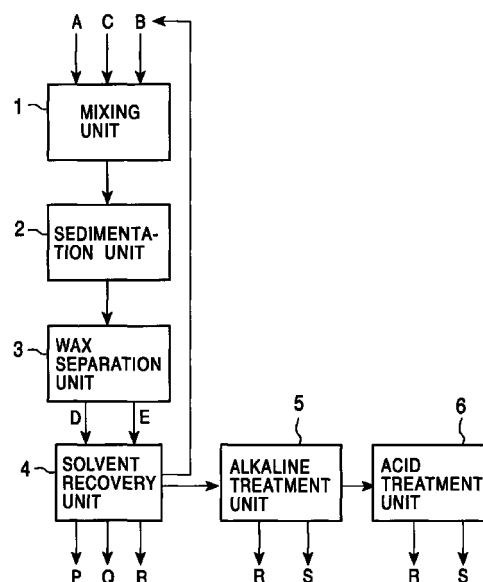 A C B
1
MIXING
UNIT
2
SEDIMENTA-
TION UNIT
3
WAX
SEPARATION
UNIT
D E
4
SOLVENT
RECOVERY
UNIT
5
ALKALINE
TREATMENT
UNIT
6
ACID
TREATMENT
UNIT
P Q R
R S
R S